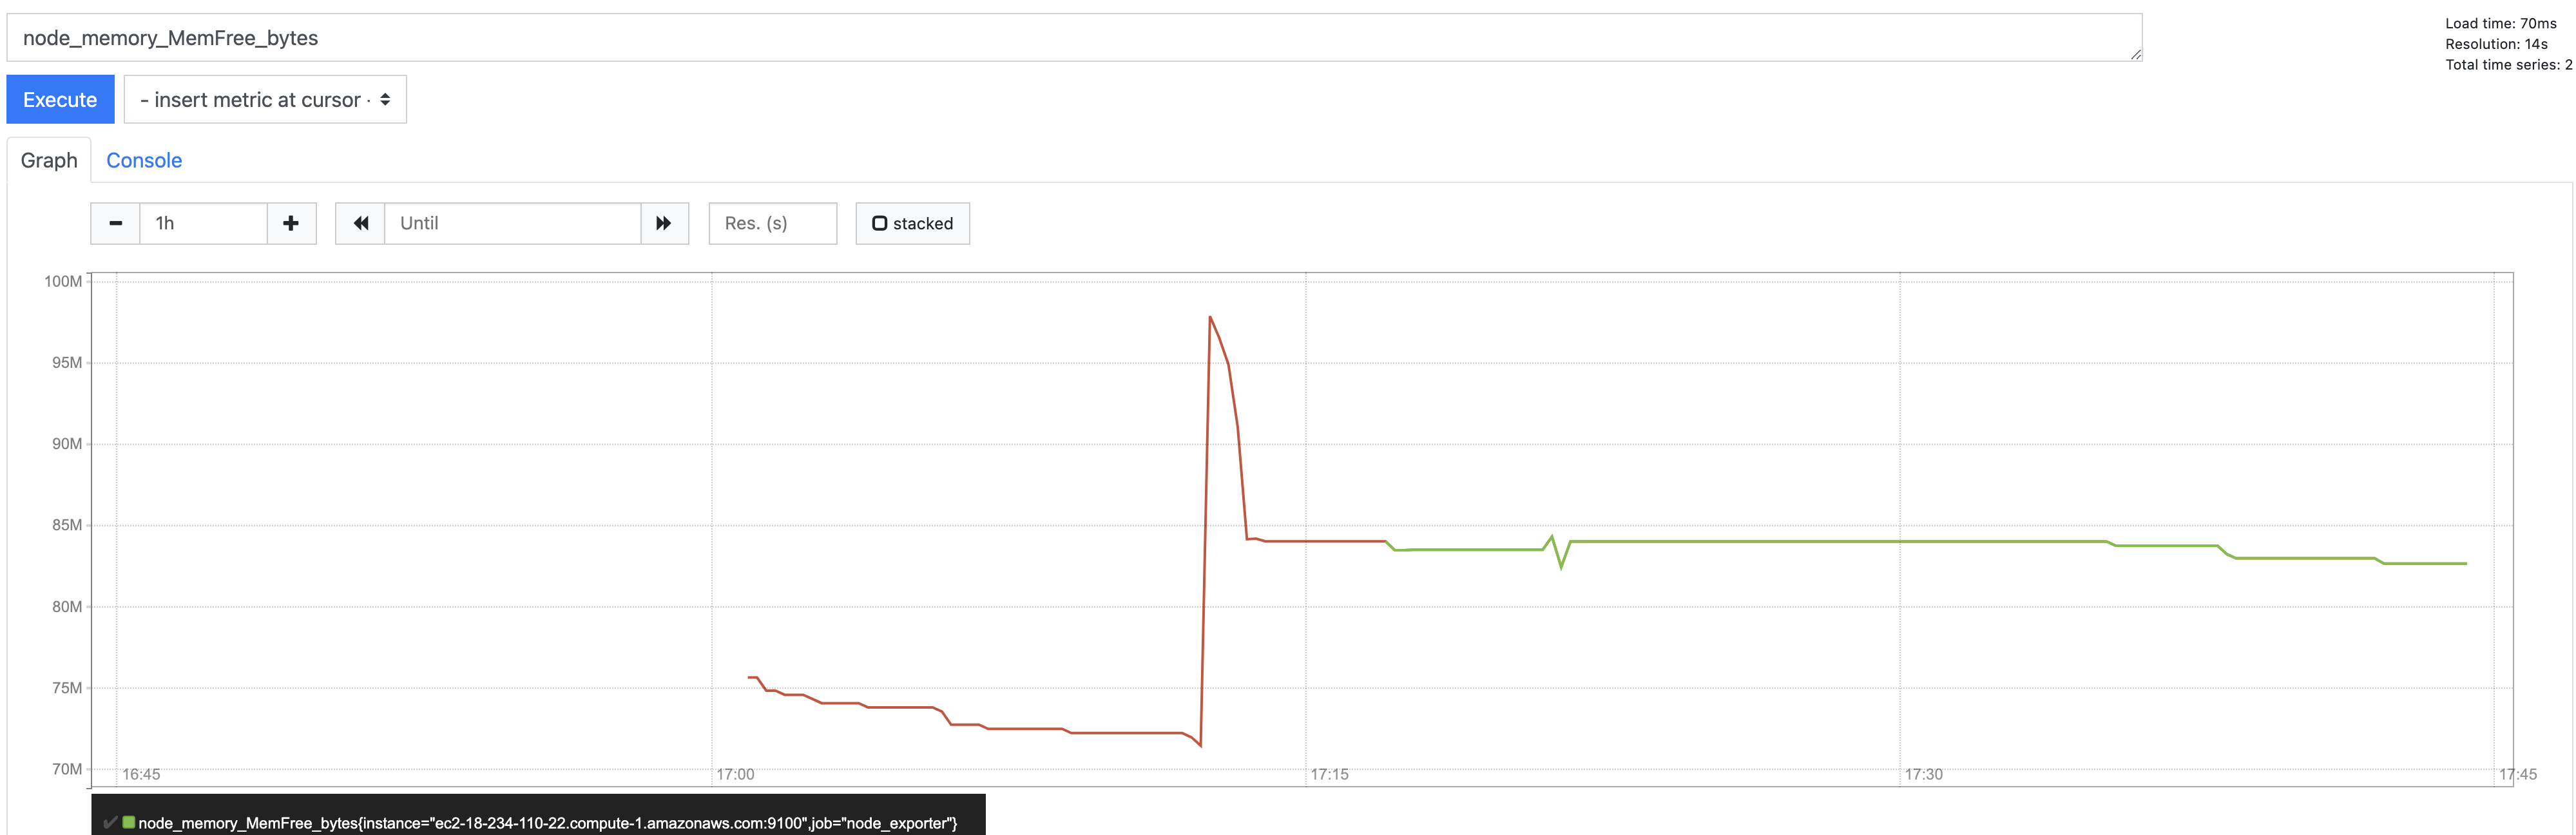 node_memory_MemFree_bytes
Load time: 70ms
Resolution: 14s
Total time series: 2
Execute
- insert metric at cursor -
Graph
Console
1h
Until
Res. (s)
stacked
100M
95M
90M
85M
80M
75M
70M
16:45
17:00
17:15
17:30
17:45
node_memory_MemFree_bytes{instance="ec2-18-234-110-22.compute-1.amazonaws.com:9100",job="node_exporter"}